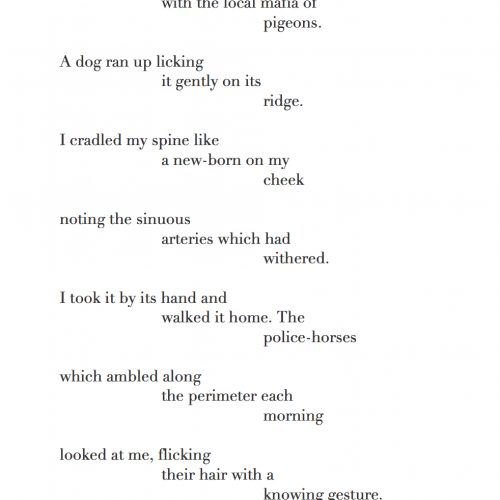 with the local mafia of
pigeons.
A dog ran up licking
it gently on its
ridge.
I cradled my spine like
a new-born on my
cheek
noting the sinuous
arteries which had
withered.
I took it by its hand and
walked it home. The
police-horses
which ambled along
the perimeter each
morning
looked at me, flicking
their hair with a
knowing gesture.